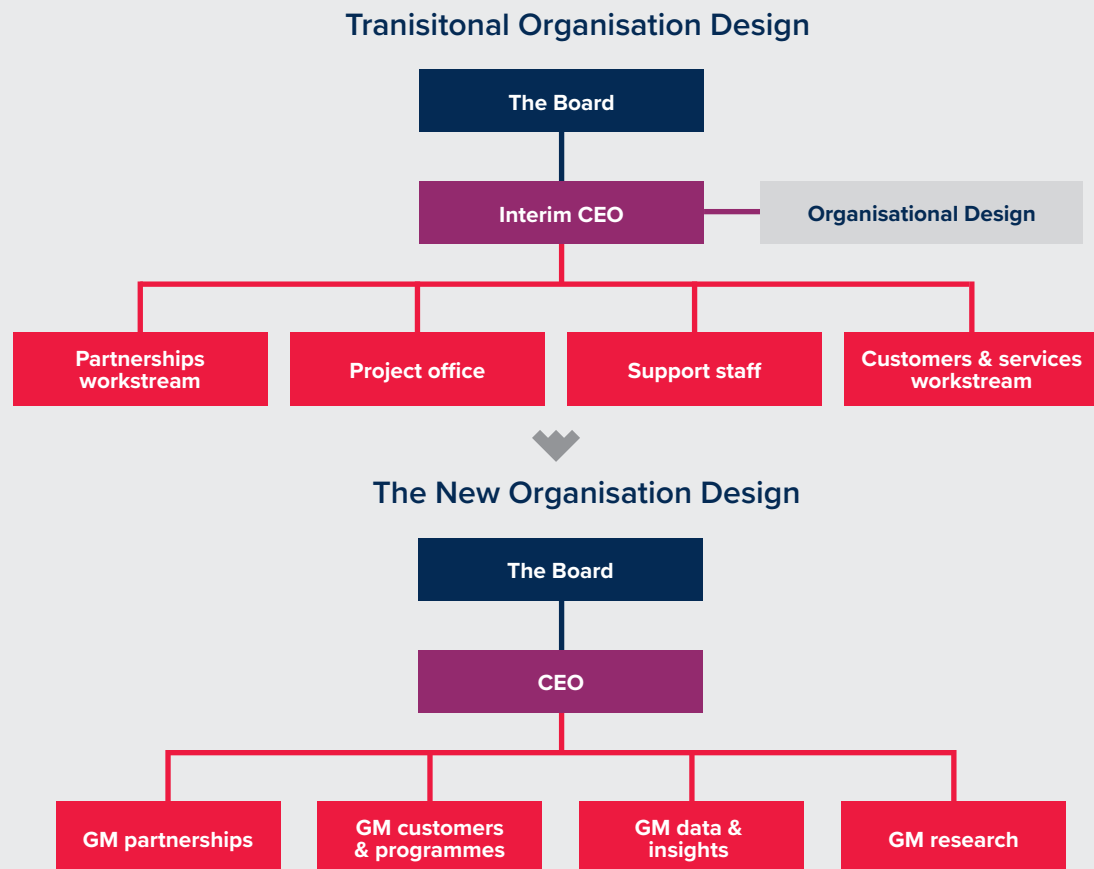 Tranisitonal Organisation Design
The Board
Interim CEO
Organisational Design
Partnerships
workstream
Project office
Support staff
Customers & services
workstream
The New Organisation Design
The Board
CEO
GM partnerships
GM customers
& programmes
GM data &
insights
GM research